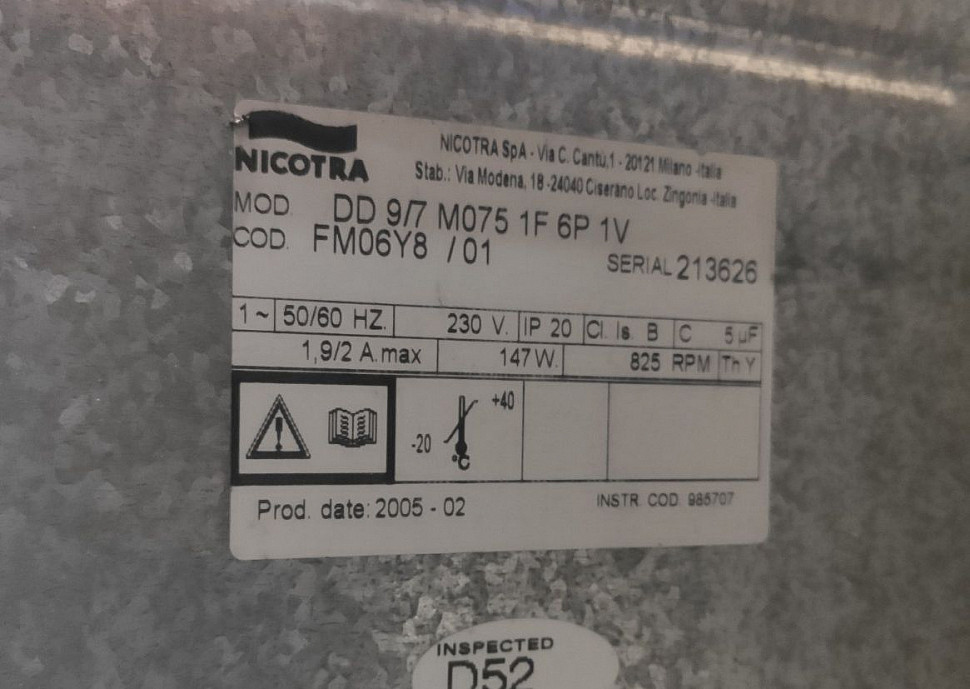 NICOTRA
NICOTRA SpA - Via C. Cantù,1 - 20121 Milano -Italia
Stab.: Via Modena, 18 -24040 Ciserano Loc. Zingonia -Italia
MOD. DD 9/7 M075 1F 6P 1V
COD. FM06Y8 /01
SERIAL 213626
1 ~ 50/60 HZ. 230 V. IP 20 Cl. Is. B C 5 uF
1,9/2 A.max 147 W. 825 RPM Th Y
-20 +40
°C
Prod. date: 2005 - 02
INSTR. COD. 985707
INSPECTED
D52